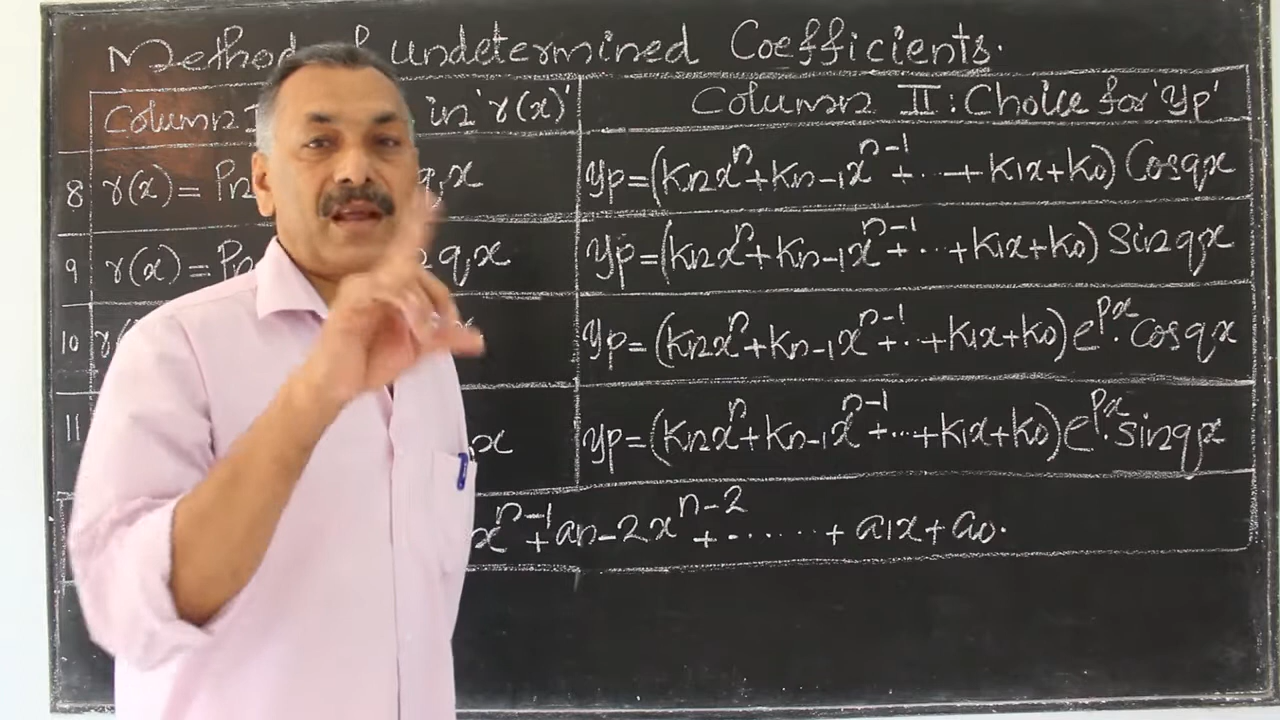 Method of undetermined Coefficients.
Column I in 'r(x)' Column II : Choice for 'yp'
8 r(x) = Pn qx yp=(knx^n+kn-1x^n-1+...+k1x+k0) Cosqx
9 r(x) = Pn qx yp=(knx^n+kn-1x^n-1+...+k1x+k0) Sinqx
10 r( x yp=(knx^n+kn-1x^n-1+...+k1x+k0)e^px.Cosqx
11 x yp=(knx^n+kn-1x^n-1+...+k1x+k0)e^px.Sinqx
x^n-1+an-2x^n-2+......+a1x+a0.